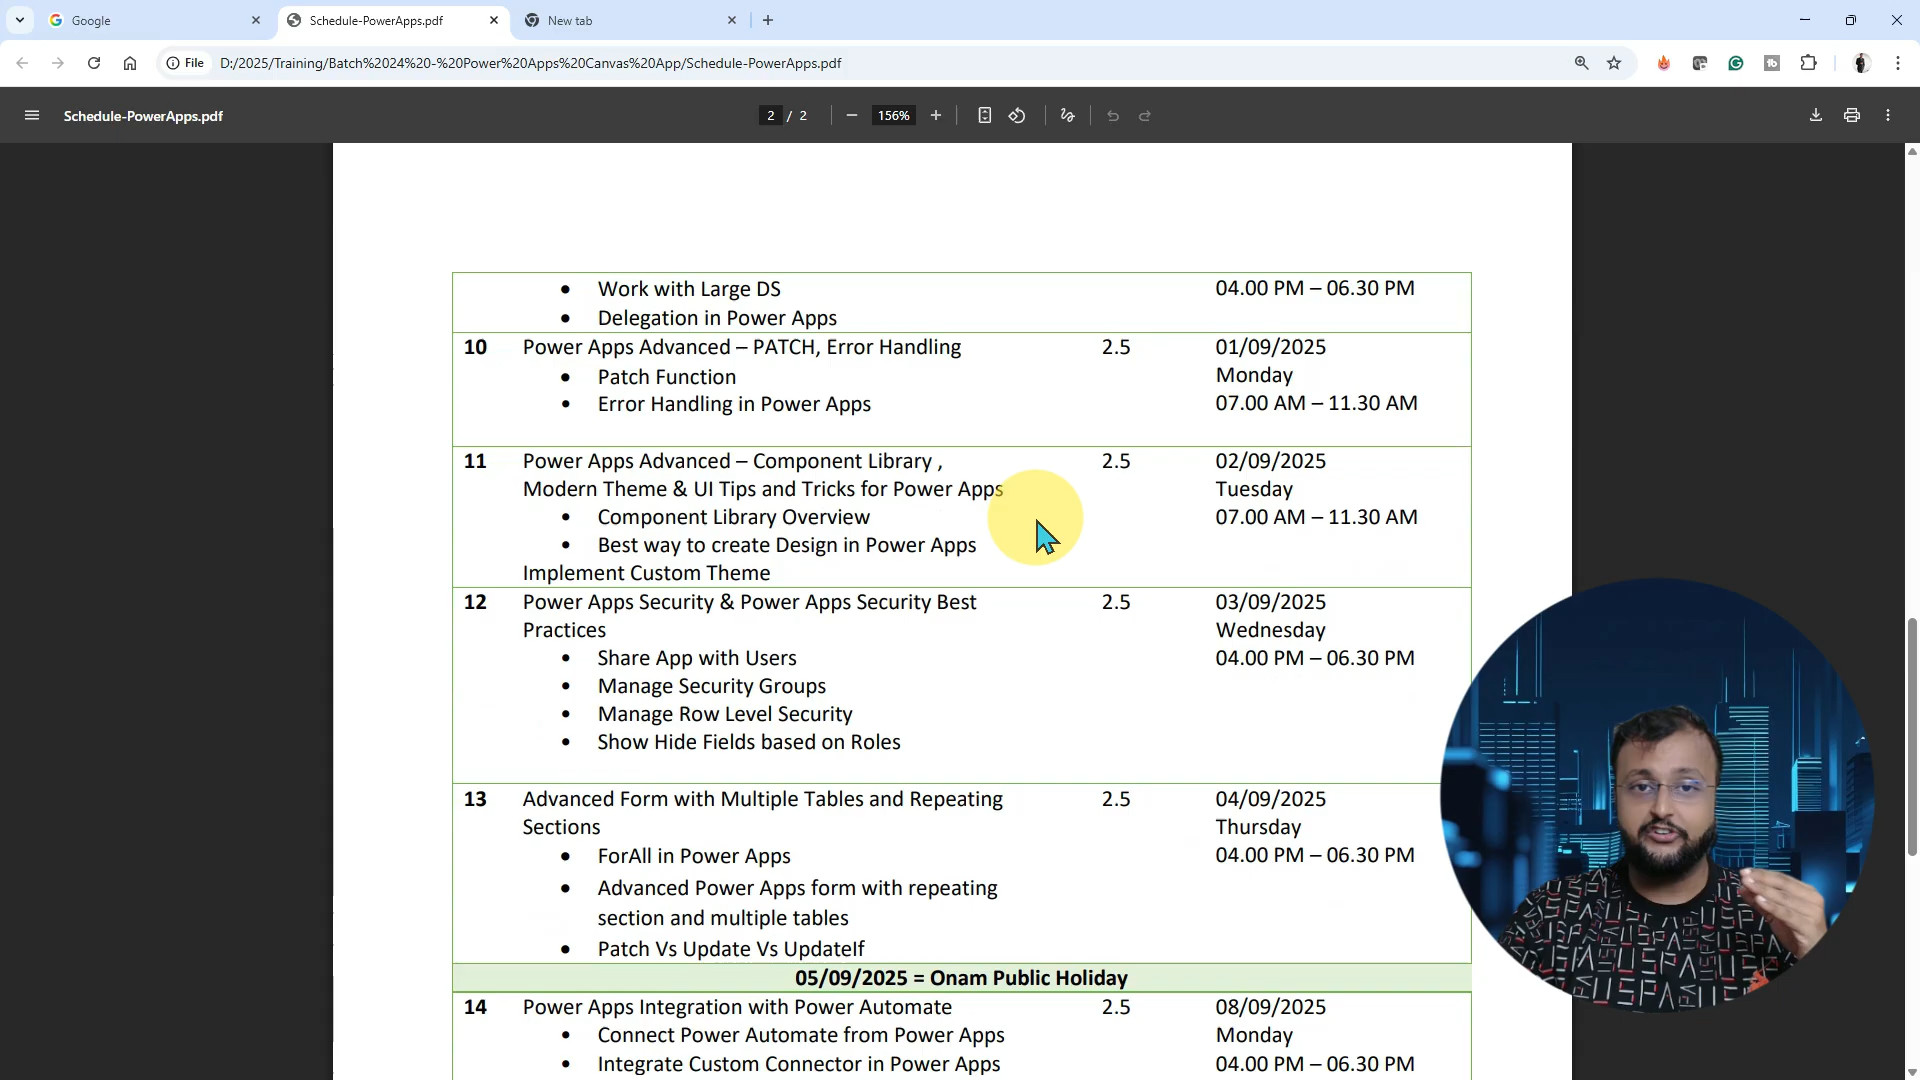 Google
Schedule-PowerApps.pdf
New tab
File
D:/2025/Training/Batch%2024%20-%20Power%20Apps%20Canvas%20App/Schedule-PowerApps.pdf
Schedule-PowerApps.pdf
2 / 2
156%
• Work with Large DS 04.00 PM – 06.30 PM
• Delegation in Power Apps
10 Power Apps Advanced – PATCH, Error Handling 2.5 01/09/2025
• Patch Function Monday
• Error Handling in Power Apps 07.00 AM – 11.30 AM
11 Power Apps Advanced – Component Library , 2.5 02/09/2025
Modern Theme & UI Tips and Tricks for Power Apps Tuesday
• Component Library Overview 07.00 AM – 11.30 AM
• Best way to create Design in Power Apps
Implement Custom Theme
12 Power Apps Security & Power Apps Security Best 2.5 03/09/2025
Practices Wednesday
• Share App with Users 04.00 PM – 06.30 PM
• Manage Security Groups
• Manage Row Level Security
• Show Hide Fields based on Roles
13 Advanced Form with Multiple Tables and Repeating 2.5 04/09/2025
Sections Thursday
• ForAll in Power Apps 04.00 PM – 06.30 PM
• Advanced Power Apps form with repeating
section and multiple tables
• Patch Vs Update Vs UpdateIf
05/09/2025 = Onam Public Holiday
14 Power Apps Integration with Power Automate 2.5 08/09/2025
• Connect Power Automate from Power Apps Monday
• Integrate Custom Connector in Power Apps 04.00 PM – 06.30 PM